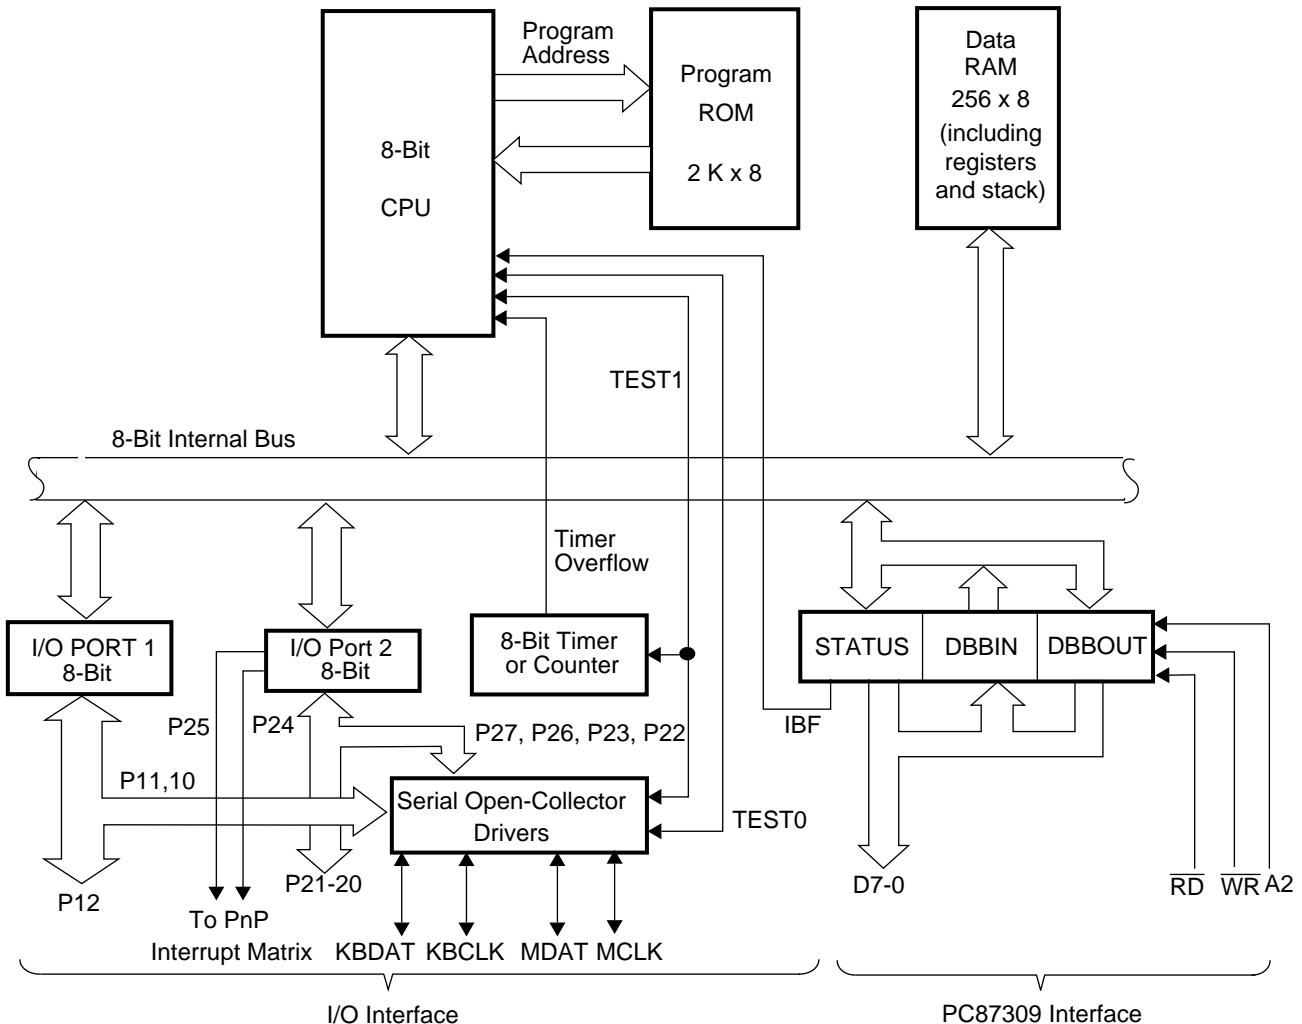 Program
Address
8-Bit
CPU
Program
ROM
2 K x 8
Data
RAM
256 x 8
(including
registers
and stack)
TEST1
8-Bit Internal Bus
Timer
Overflow
I/O PORT 1
8-Bit
I/O Port 2
8-Bit
8-Bit Timer
or Counter
STATUS
DBBIN
DBBOUT
P25
P24
P27, P26, P23, P22
IBF
P11,10
Serial Open-Collector
Drivers
TEST0
P12
P21-20
D7-0
RD
WR
A2
To PnP
Interrupt Matrix
KBDAT
KBCLK
MDAT
MCLK
I/O Interface
PC87309 Interface